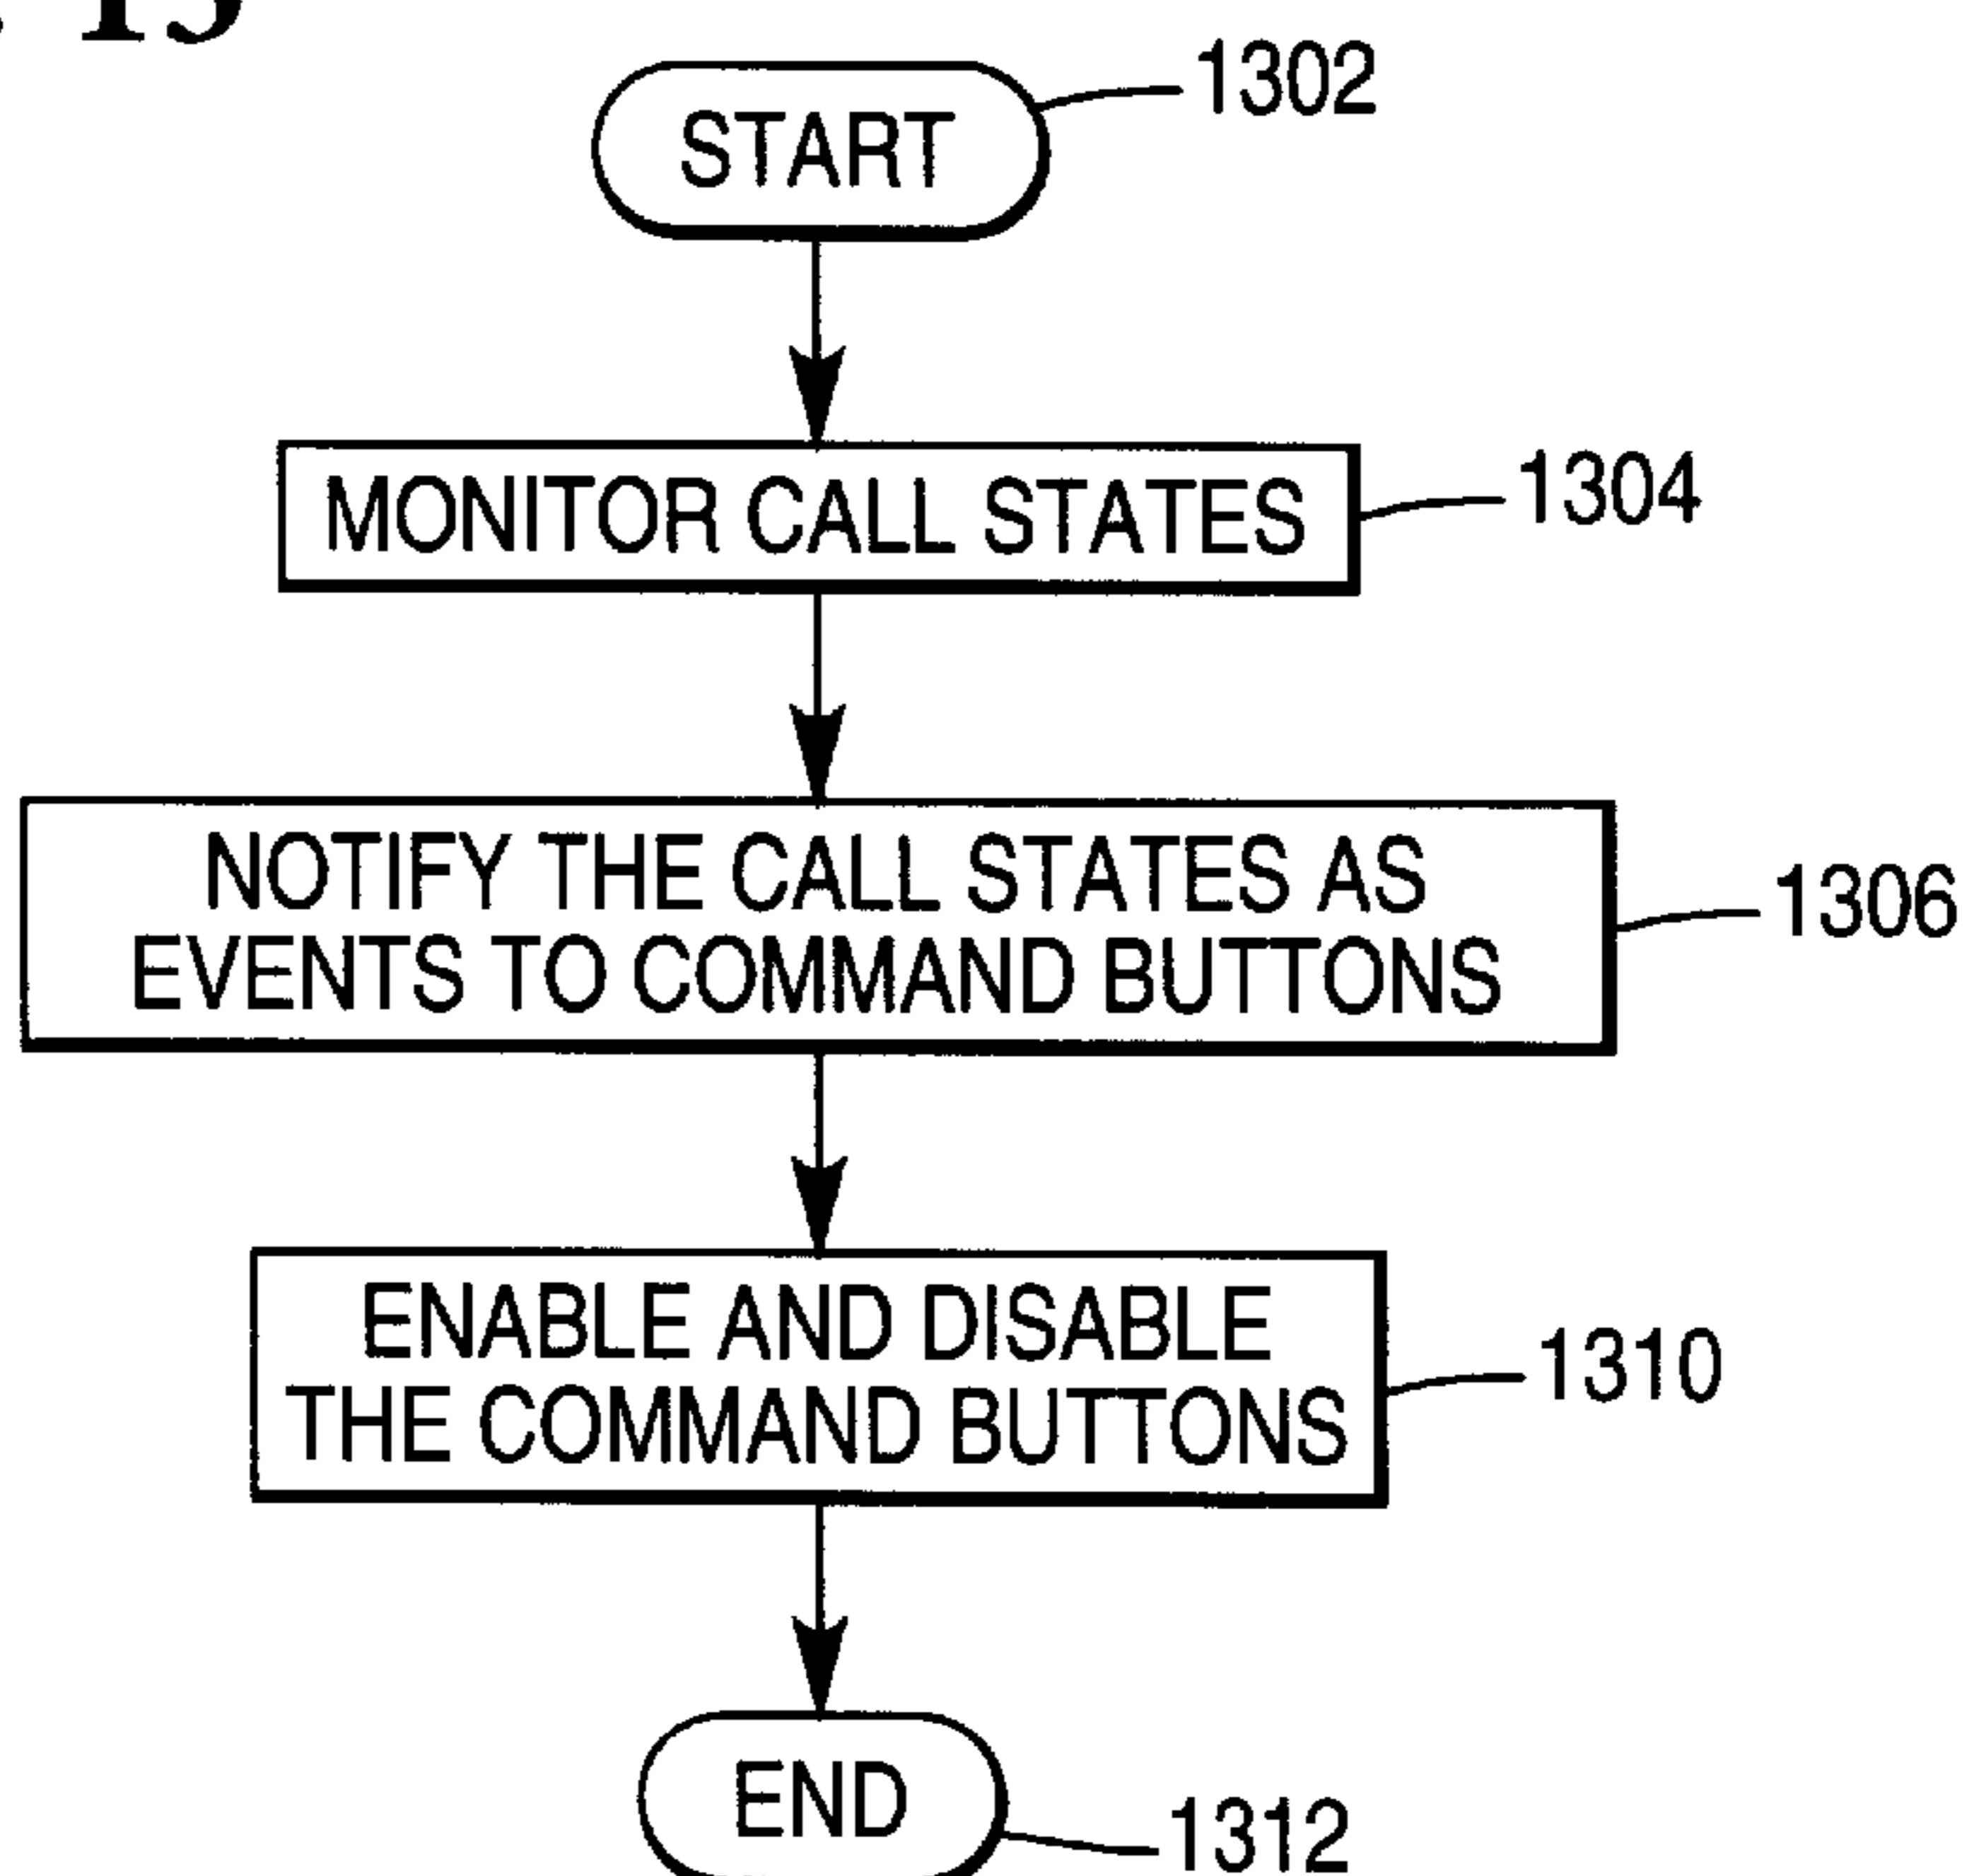 13
START
1302
MONITOR CALL STATES
1304
NOTIFY THE CALL STATES AS
EVENTS TO COMMAND BUTTONS
1306
ENABLE AND DISABLE
THE COMMAND BUTTONS
1310
END
1312